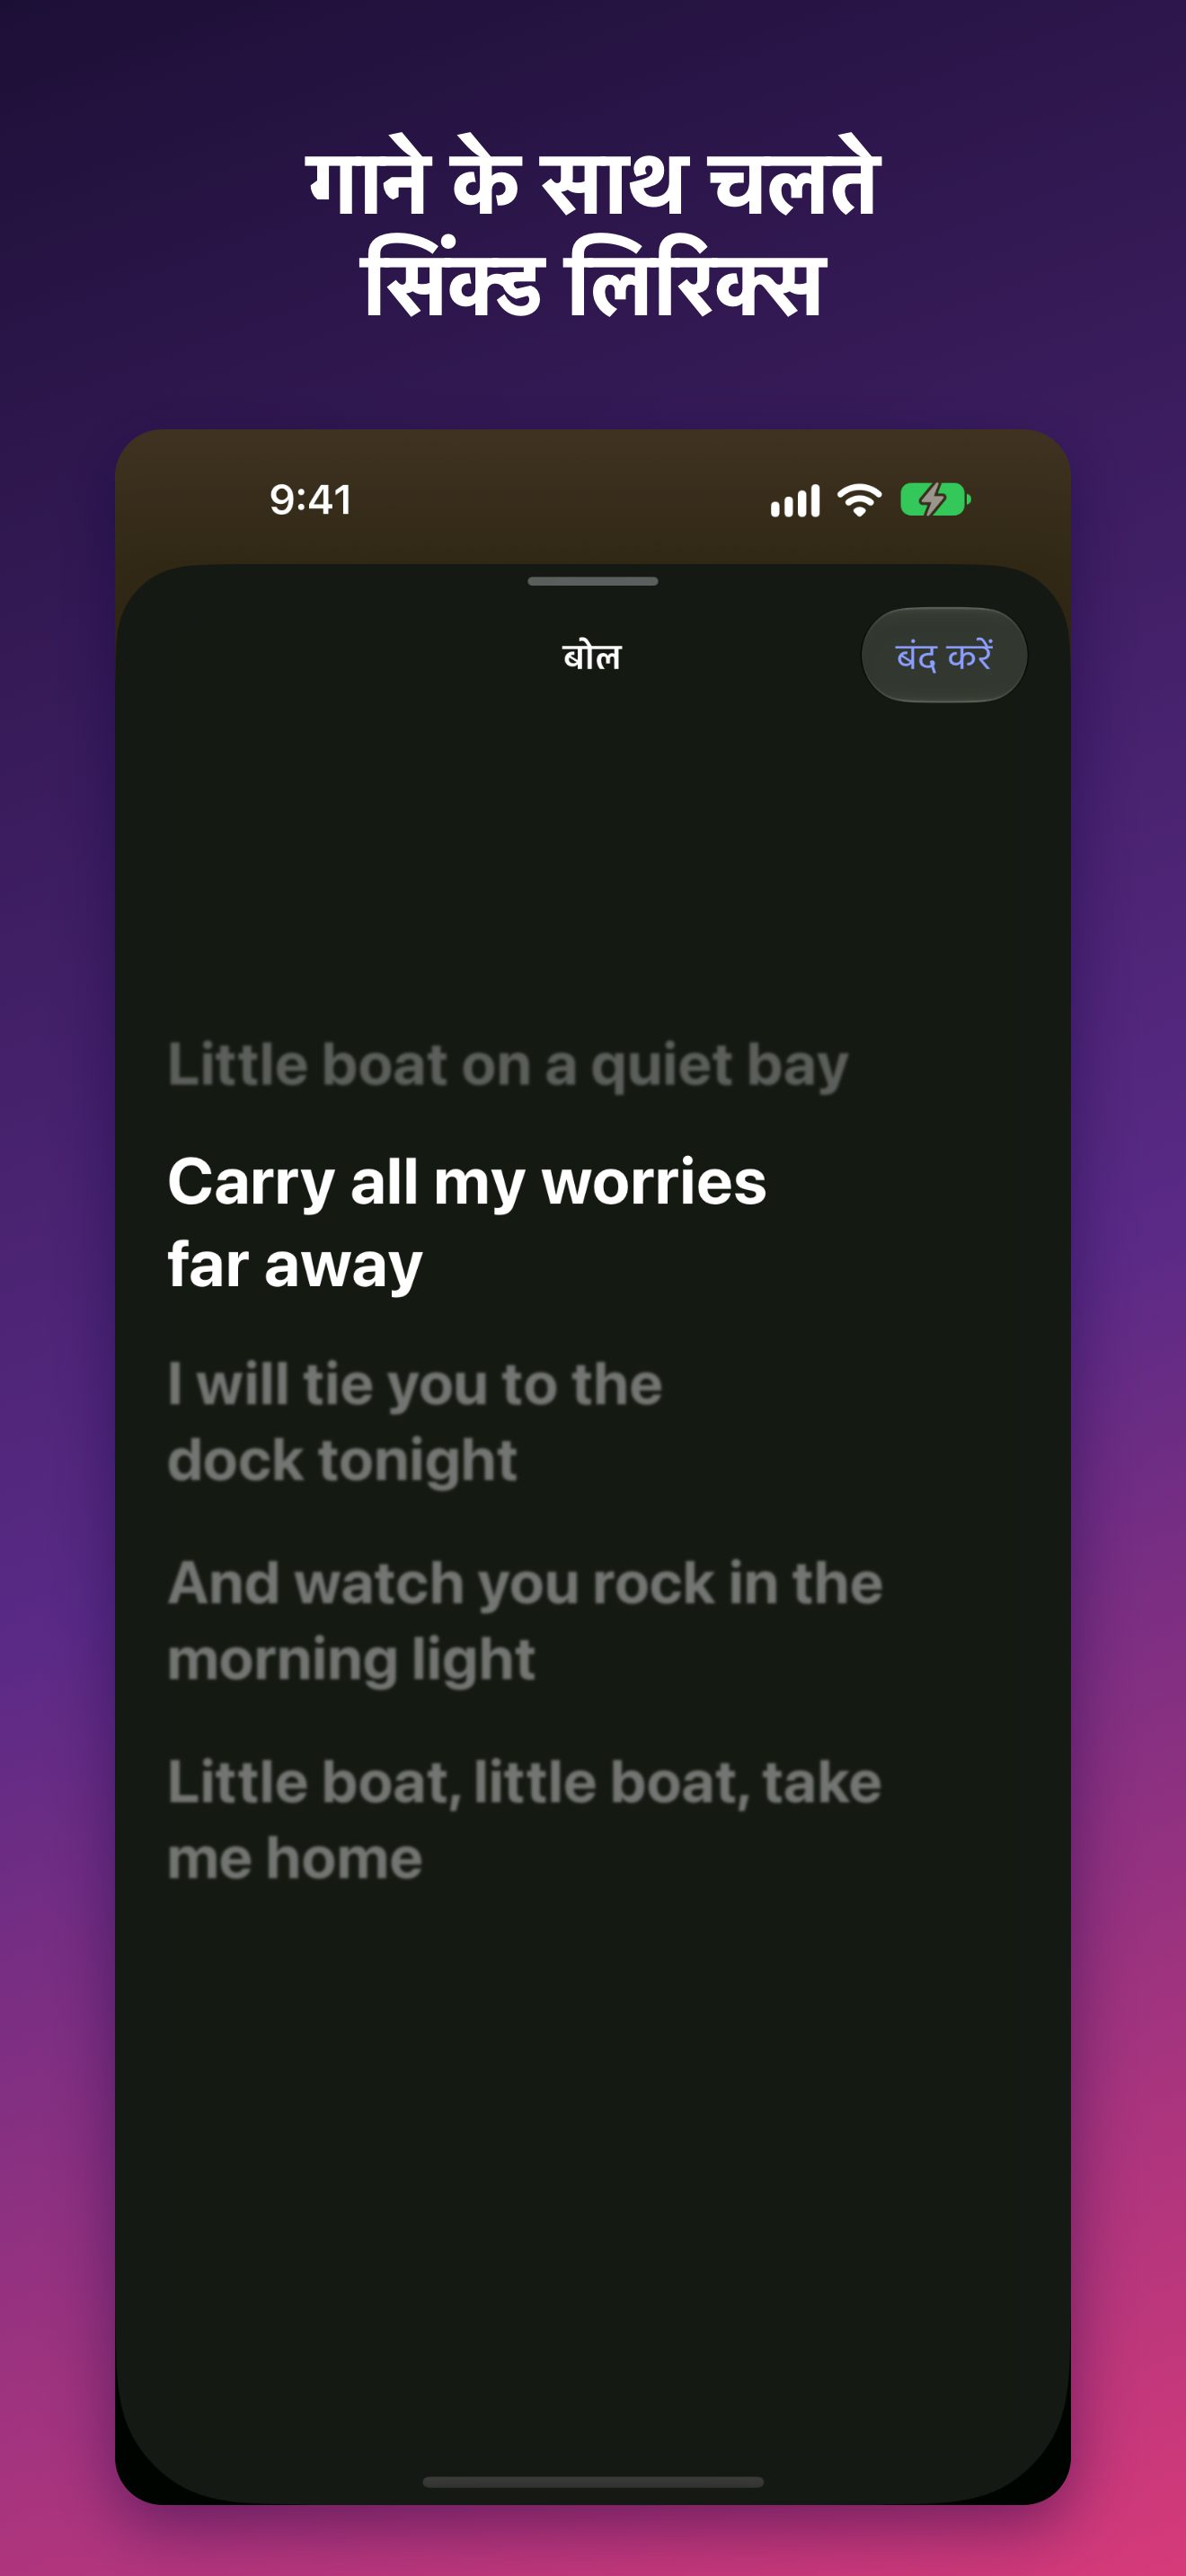 गाने के साथ चलते
सिंक्ड लिरिक्स
9:41
बोल
बंद करें
Little boat on a quiet bay
Carry all my worries
far away
I will tie you to the
dock tonight
And watch you rock in the
morning light
Little boat, little boat, take
me home